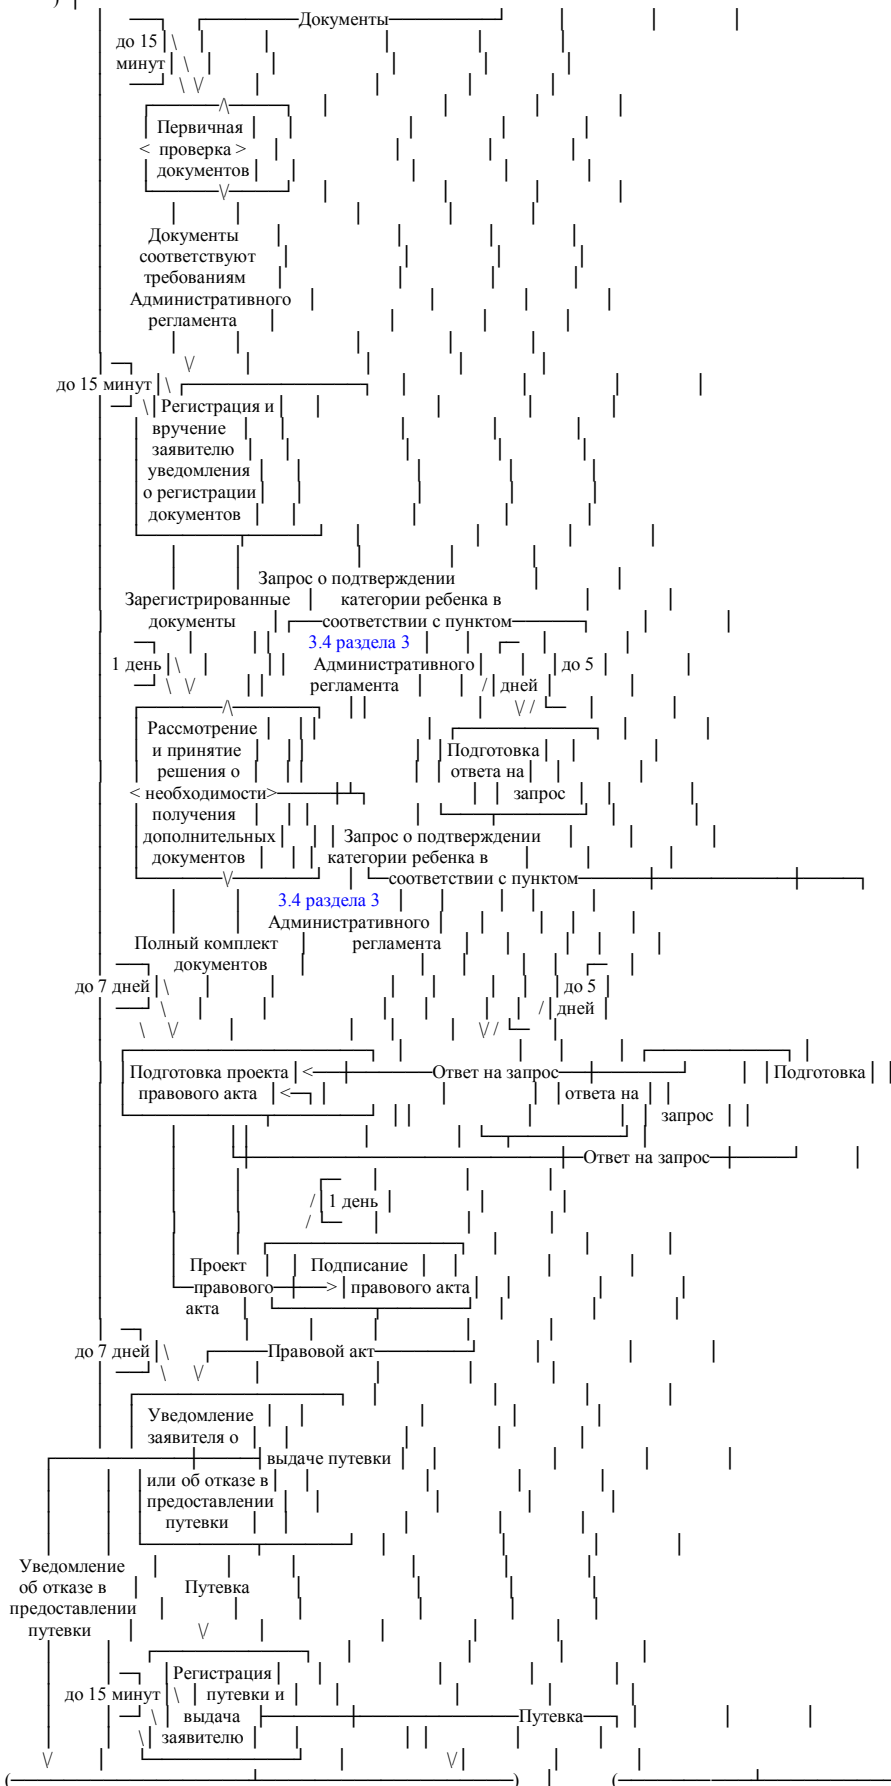 Документы
до 15
минут
Первичная
проверка
документов
Документы
соответствуют
требованиям
Административного
регламента
до 15 минут
Регистрация и
вручение
заявителю
уведомления
о регистрации
документов
Запрос о подтверждении
Зарегистрированные категории ребенка в
документы соответствии с пунктом
3.4 раздела 3
1 день Административного до 5
регламента дней
Рассмотрение
и принятие Подготовка
решения о ответа на
необходимости запрос
получения
дополнительных Запрос о подтверждении
документов категории ребенка в
соответствии с пунктом
3.4 раздела 3
Административного
Полный комплект регламента
документов
до 7 дней до 5
дней
Подготовка проекта Ответ на запрос Подготовка
правового акта ответа на
запрос
Ответ на запрос
1 день
Проект Подписание
правового правового акта
акта
до 7 дней Правовой акт
Уведомление
заявителя о
выдаче путевки
или об отказе в
предоставлении
путевки
Уведомление
об отказе в Путевка
предоставлении
путевки
Регистрация
до 15 минут путевки и
выдача Путевка
заявителю